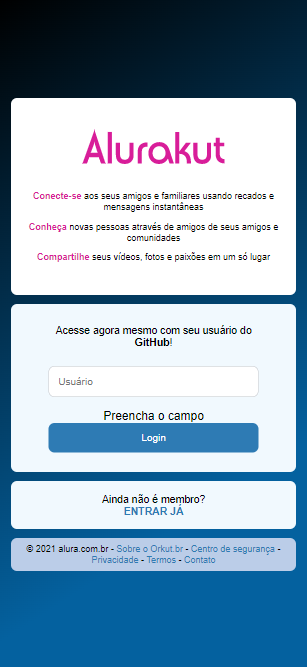 Alurakut
Conecte-se aos seus amigos e familiares usando recados e
mensagens instantâneas
Conheça novas pessoas através de amigos de seus amigos e
comunidades
Compartilhe seus vídeos, fotos e paixões em um só lugar
Acesse agora mesmo com seu usuário do
GitHub!
Usuário
Preencha o campo
Login
Ainda não é membro?
ENTRAR JÁ
© 2021 alura.com.br - Sobre o Orkut.br - Centro de segurança -
Privacidade - Termos - Contato